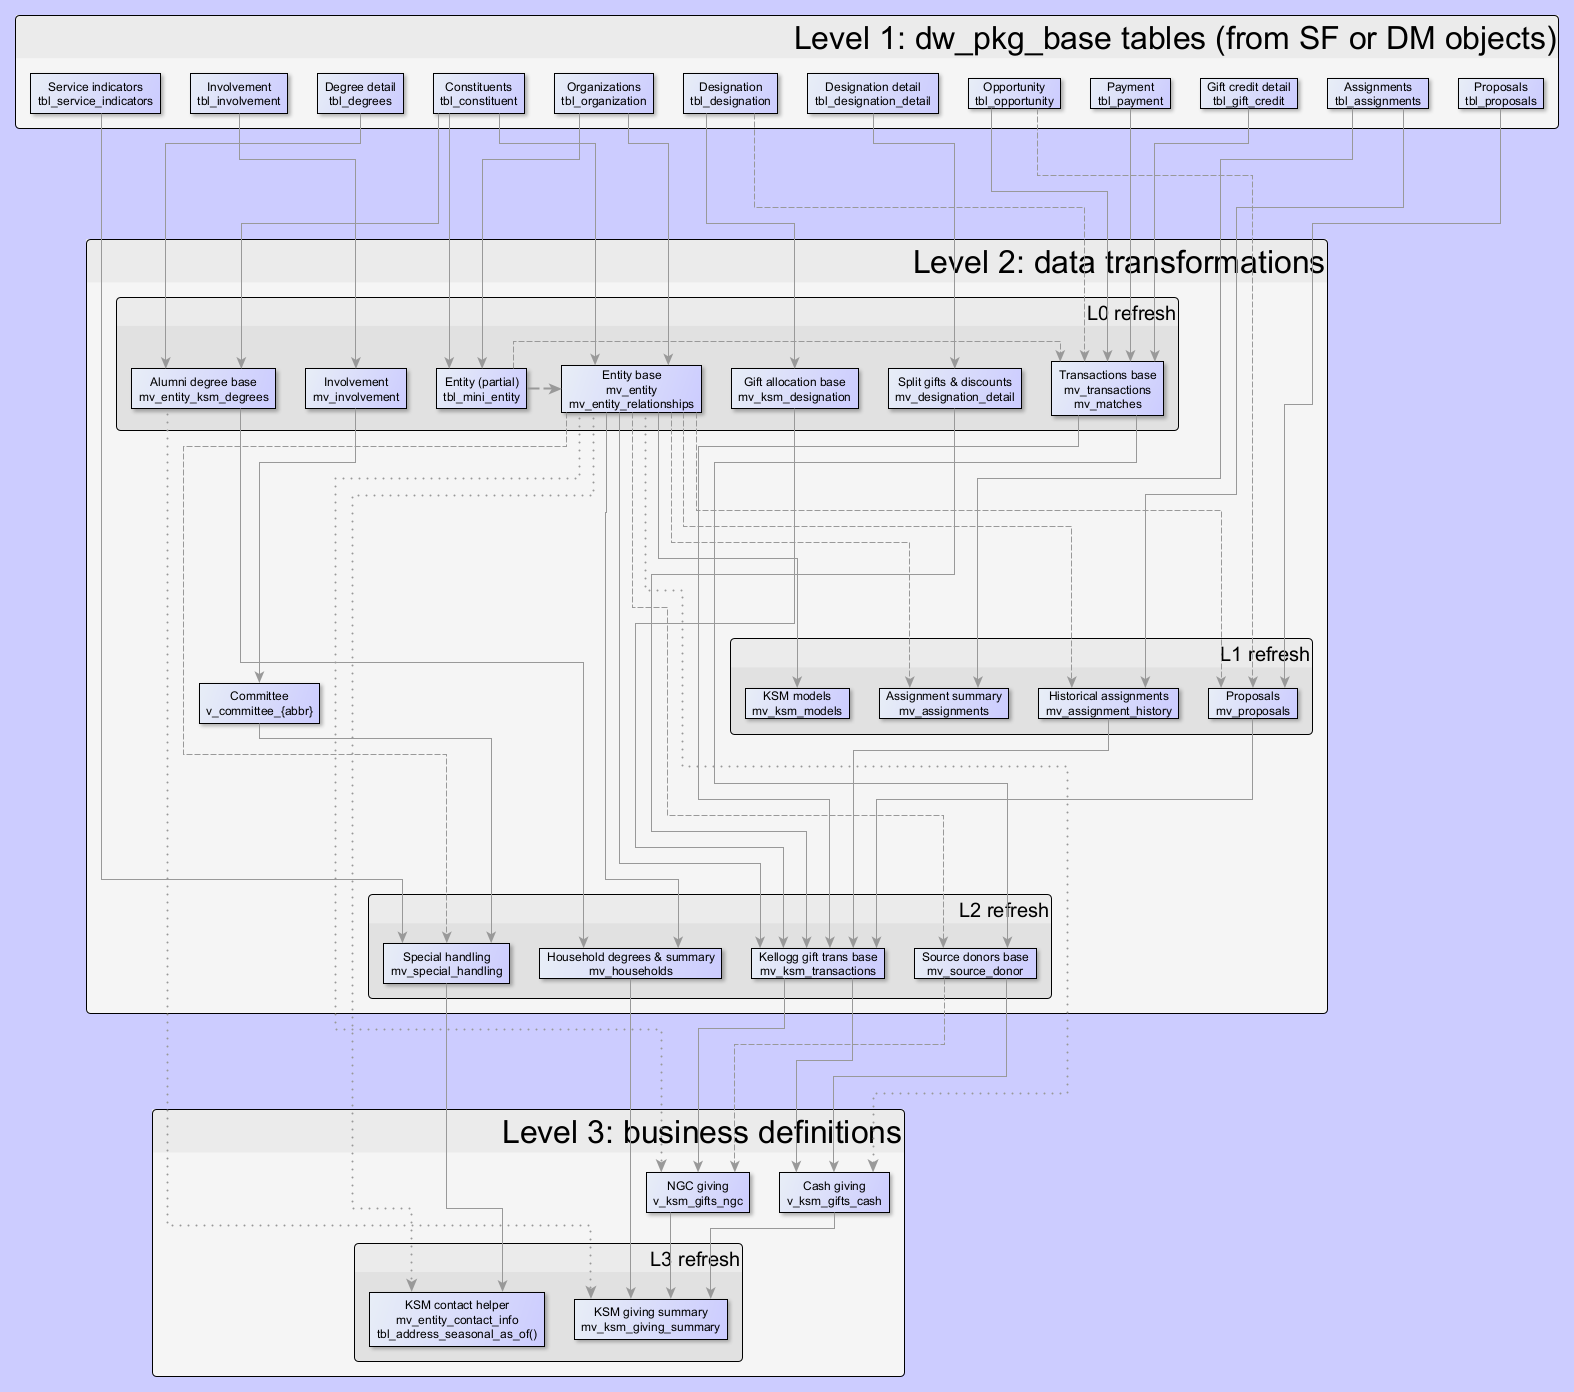 Level 1: dw_pkg_base tables (from SF or DM objects)
Service indicators
tbl_service_indicators
Involvement
tbl_involvement
Degree detail
tbl_degrees
Constituents
tbl_constituent
Organizations
tbl_organization
Designation
tbl_designation
Designation detail
tbl_designation_detail
Opportunity
tbl_opportunity
Payment
tbl_payment
Gift credit detail
tbl_gift_credit
Assignments
tbl_assignments
Proposals
tbl_proposals
Level 2: data transformations
L0 refresh
Alumni degree base
mv_entity_ksm_degrees
Involvement
mv_involvement
Entity (partial)
tbl_mini_entity
Entity base
mv_entity
mv_entity_relationships
Gift allocation base
mv_ksm_designation
Split gifts & discounts
mv_designation_detail
Transactions base
mv_transactions
mv_matches
L1 refresh
Committee
v_committee_{abbr}
KSM models
mv_ksm_models
Assignment summary
mv_assignments
Historical assignments
mv_assignment_history
Proposals
mv_proposals
L2 refresh
Special handling
mv_special_handling
Household degrees & summary
mv_households
Kellogg gift trans base
mv_ksm_transactions
Source donors base
mv_source_donor
Level 3: business definitions
NGC giving
v_ksm_gifts_ngc
Cash giving
v_ksm_gifts_cash
L3 refresh
KSM contact helper
mv_entity_contact_info
tbl_address_seasonal_as_of()
KSM giving summary
mv_ksm_giving_summary